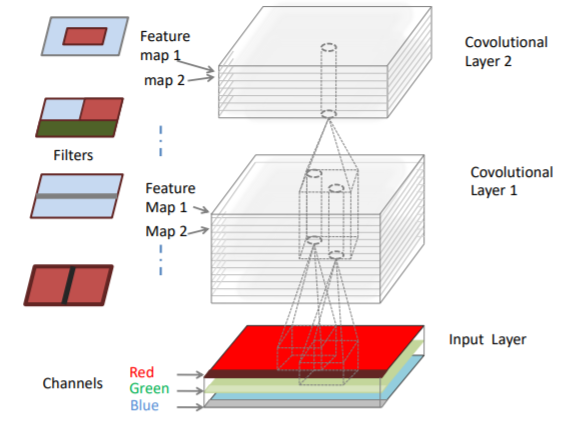 Feature
map 1
map 2
Covolutional
Layer 2
Filters
Feature
Map 1
Map 2
Covolutional
Layer 1
Input Layer
Channels
Red
Green
Blue